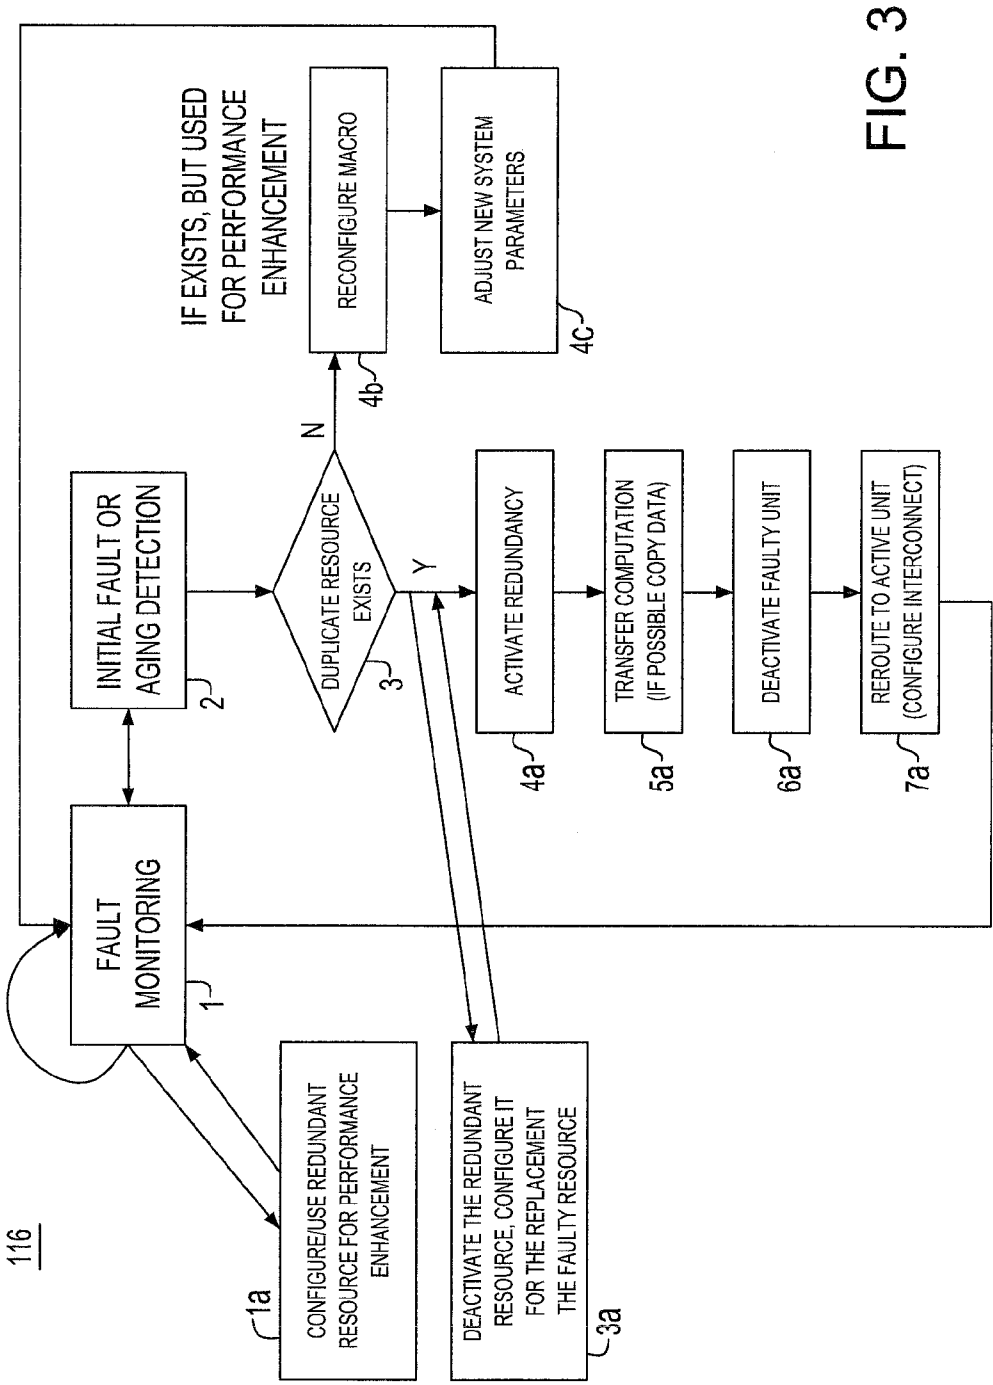 116
FAULT
MONITORING
1
INITIAL FAULT OR
AGING DETECTION
2
CONFIGURE/USE REDUNDANT
RESOURCE FOR PERFORMANCE
ENHANCEMENT
1a
DUPLICATE RESOURCE
EXISTS
3
N
Y
IF EXISTS, BUT USED
FOR PERFORMANCE
ENHANCEMENT
RECONFIGURE MACRO
4b
ADJUST NEW SYSTEM
PARAMETERS
4c
DEACTIVATE THE REDUNDANT
RESOURCE, CONFIGURE IT
FOR THE REPLACEMENT
THE FAULTY RESOURCE
3a
ACTIVATE REDUNDANCY
4a
TRANSFER COMPUTATION
(IF POSSIBLE COPY DATA)
5a
DEACTIVATE FAULTY UNIT
6a
REROUTE TO ACTIVE UNIT
(CONFIGURE INTERCONNECT)
7a
FIG. 3